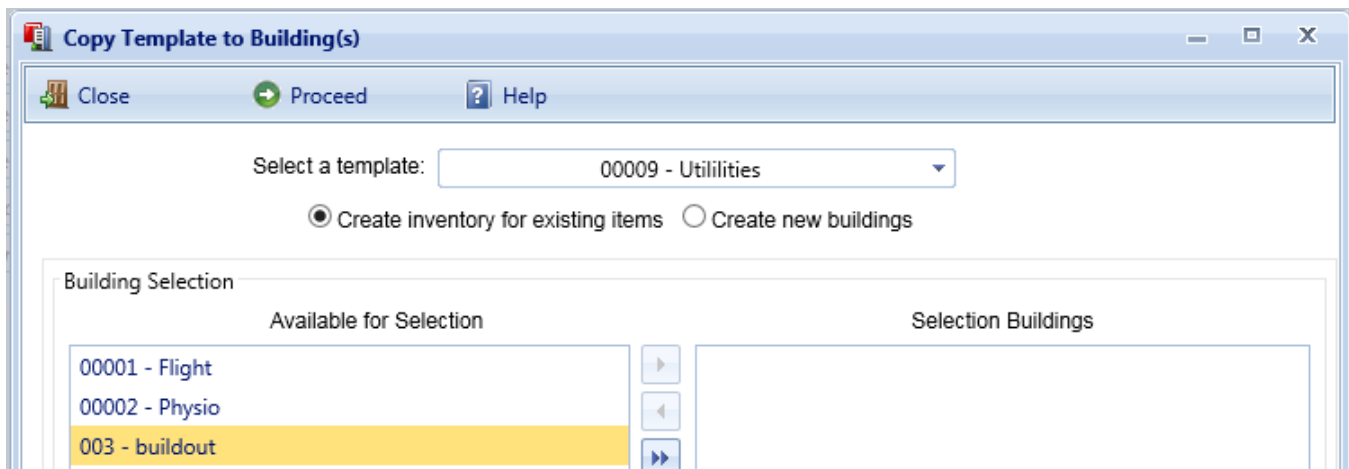 Copy Template to Building(s)
Close Proceed Help
Select a template: 00009 - Utililities
Create inventory for existing items Create new buildings
Building Selection
Available for Selection Selection Buildings
00001 - Flight
00002 - Physio
003 - buildout